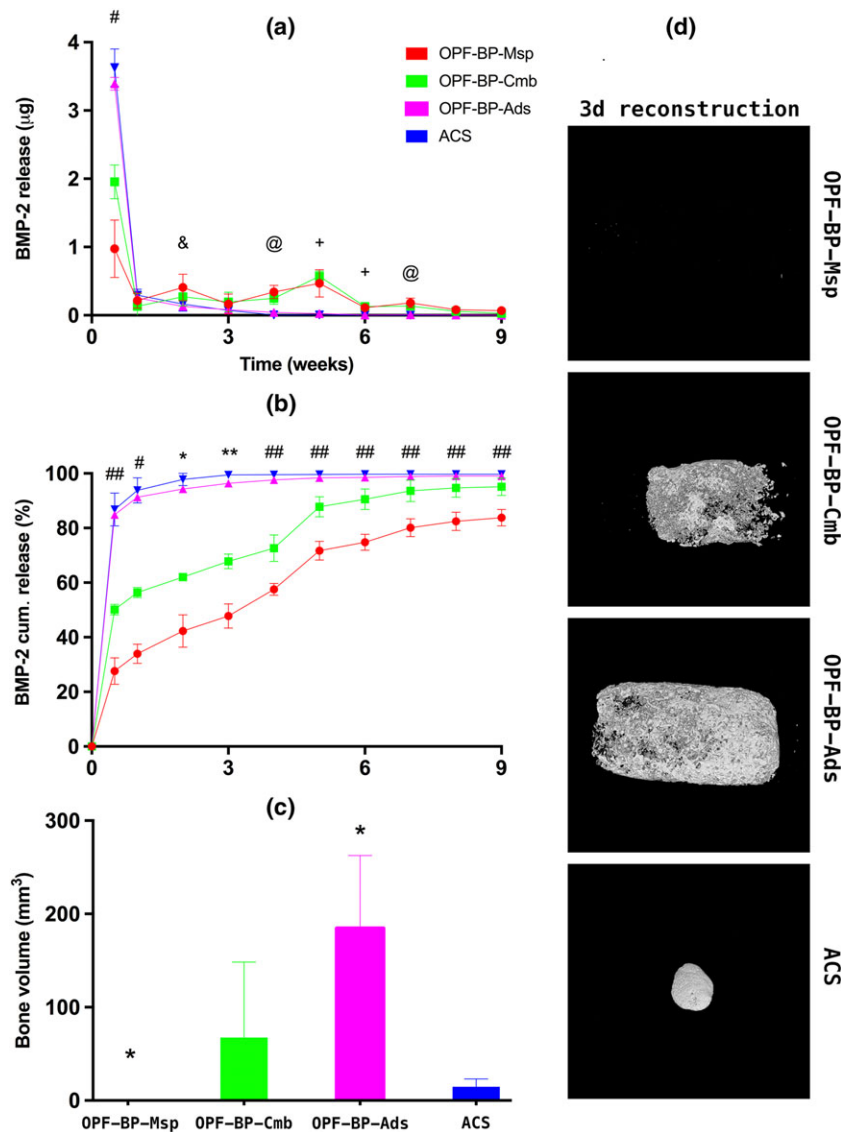 (a)
#
4
3
2
1
0
BMP-2 release (μg)
OPF-BP-Msp
OPF-BP-Cmb
OPF-BP-Ads
ACS
&
@
+
+
@
0
3
6
9
Time (weeks)
(b)
##
#
*
**
##
##
##
##
##
##
100
80
60
40
20
0
BMP-2 cum. release (%)
0
3
6
9
(c)
300
200
100
0
Bone volume (mm³)
*
*
OPF-BP-Msp
OPF-BP-Cmb
OPF-BP-Ads
ACS
(d)
3d reconstruction
OPF-BP-Msp
OPF-BP-Cmb
OPF-BP-Ads
ACS